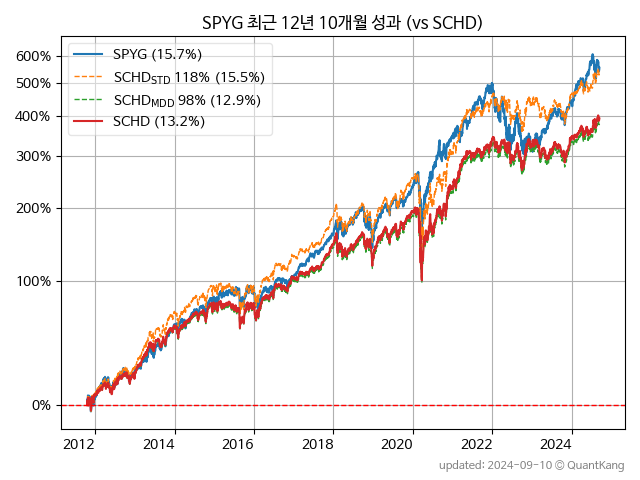 SPYG 최근 12년 10개월 성과 (vs SCHD)
SPYG (15.7%)
SCHD_STD 118% (15.5%)
SCHD_MDD 98% (12.9%)
SCHD (13.2%)
600%
500%
400%
300%
200%
100%
0%
2012 2014 2016 2018 2020 2022 2024
updated: 2024-09-10 © QuantKang